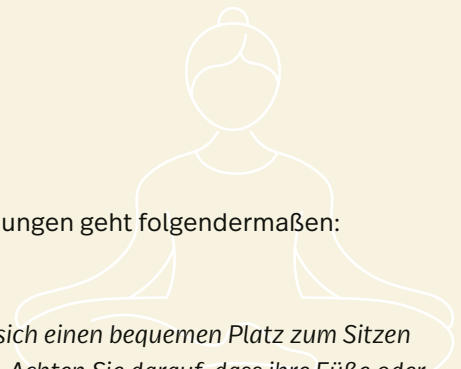 ungen geht folgendermaßen:
sich einen bequemen Platz zum Sitzen
Achten Sie darauf, dass ihre Füße oder